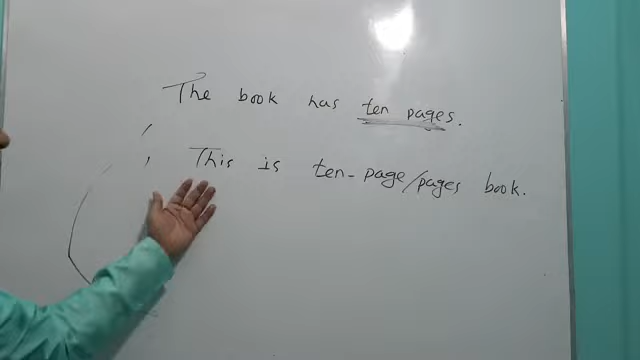 The book has ten pages.
This is ten-page/pages book.